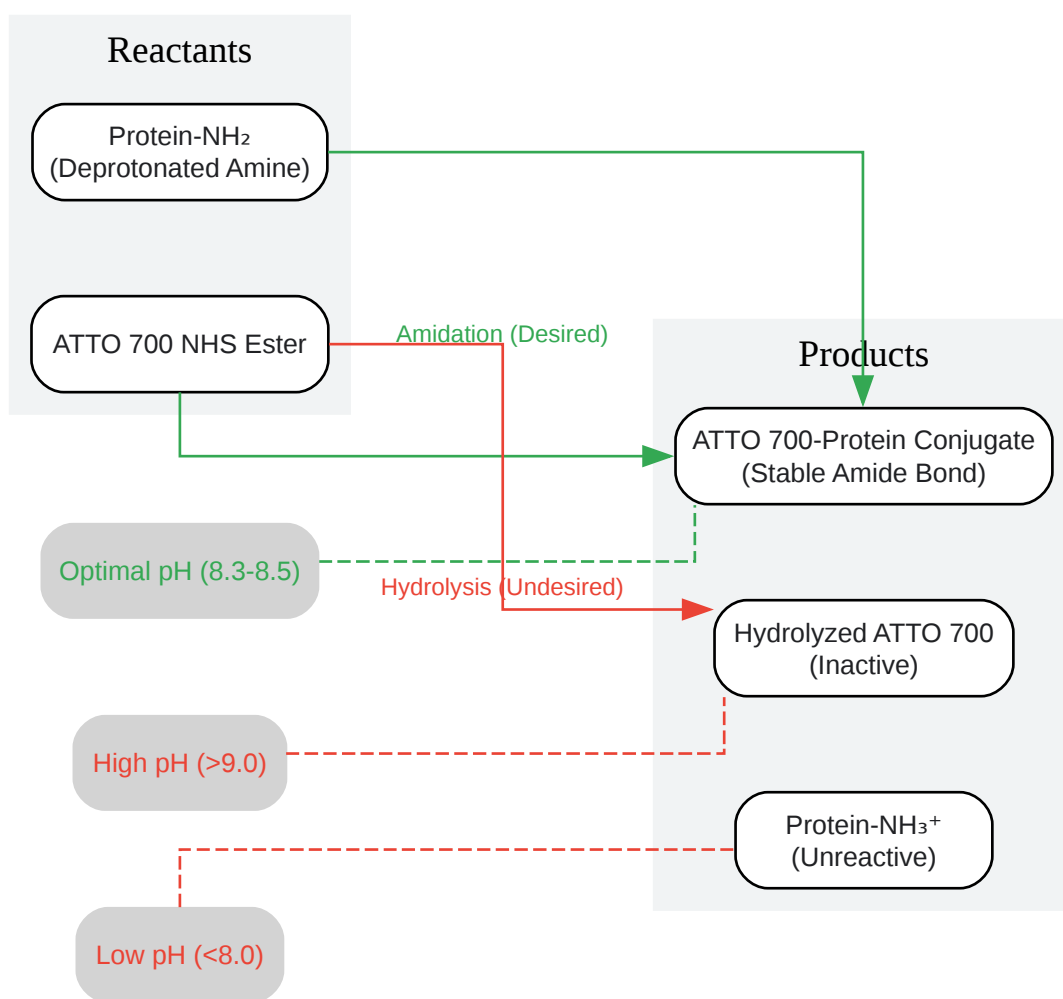 Reactants
Protein-NH₂
(Deprotonated Amine)
ATTO 700 NHS Ester
Amidation (Desired)
Products
ATTO 700-Protein Conjugate
(Stable Amide Bond)
Optimal pH (8.3-8.5)
Hydrolysis (Undesired)
Hydrolyzed ATTO 700
(Inactive)
High pH (>9.0)
Protein-NH₃⁺
(Unreactive)
Low pH (<8.0)